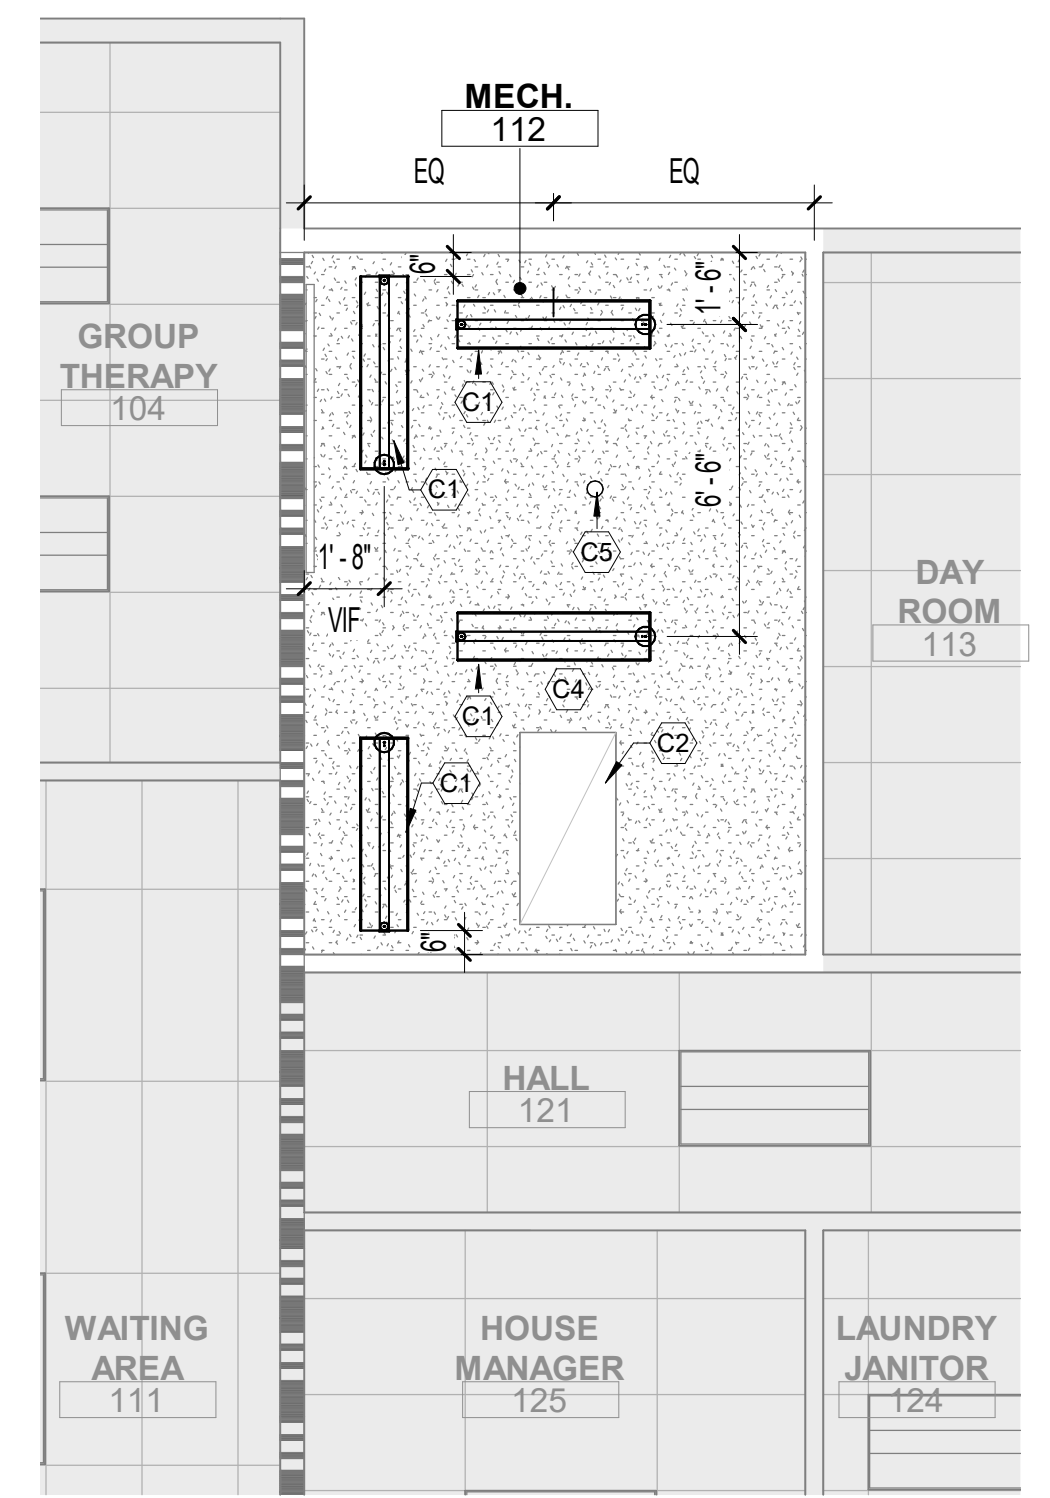 MECH.
112
EQ
EQ
6"
1' - 6"
GROUP
THERAPY
104
C1
C1
6' - 6"
C5
1' - 8"
VIF
DAY
ROOM
113
C4
C1
C2
C1
6"
HALL
121
WAITING
AREA
111
HOUSE
MANAGER
125
LAUNDRY
JANITOR
124